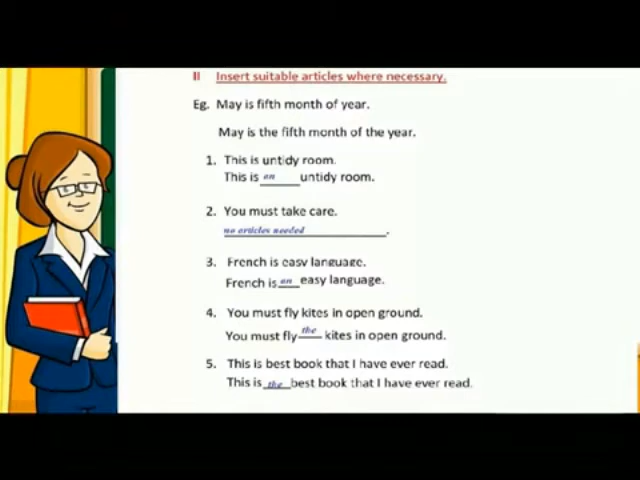 II Insert suitable articles where necessary.
Eg. May is fifth month of year.
May is the fifth month of the year.
1. This is untidy room.
This is an untidy room.
2. You must take care.
no articles needed.
3. French is easy language.
French is an easy language.
4. You must fly kites in open ground.
You must fly the kites in open ground.
5. This is best book that I have ever read.
This is the best book that I have ever read.